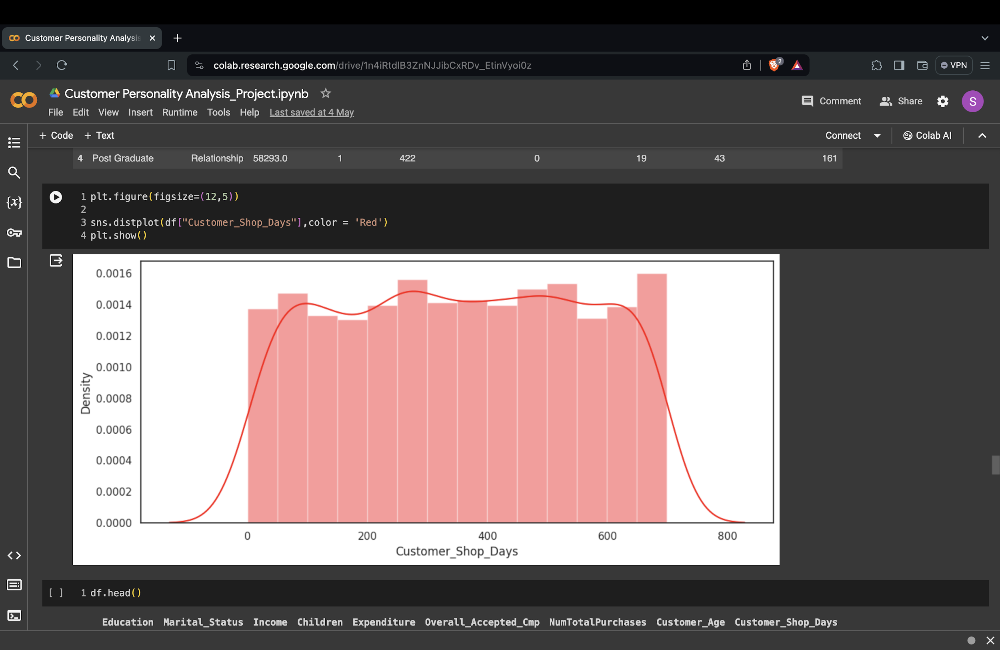 Customer Personality Analysis
colab.research.google.com/drive/1n4iRtdlB3ZnNJJibCxRDv_EtinVyoi0z
2
VPN
Customer Personality Analysis_Project.ipynb
Comment
Share
S
File Edit View Insert Runtime Tools Help Last saved at 4 May
+ Code + Text
Connect
Colab AI
4 Post Graduate Relationship 58293.0 1 422 0 19 43 161
{x}
1 plt.figure(figsize=(12,5))
2
3 sns.distplot(df["Customer_Shop_Days"],color = 'Red')
4 plt.show()
0.0016
0.0014
0.0012
0.0010
0.0008
0.0006
0.0004
0.0002
0.0000
Density
0 200 400 600 800
Customer_Shop_Days
[ ] 1 df.head()
Education Marital_Status Income Children Expenditure Overall_Accepted_Cmp NumTotalPurchases Customer_Age Customer_Shop_Days